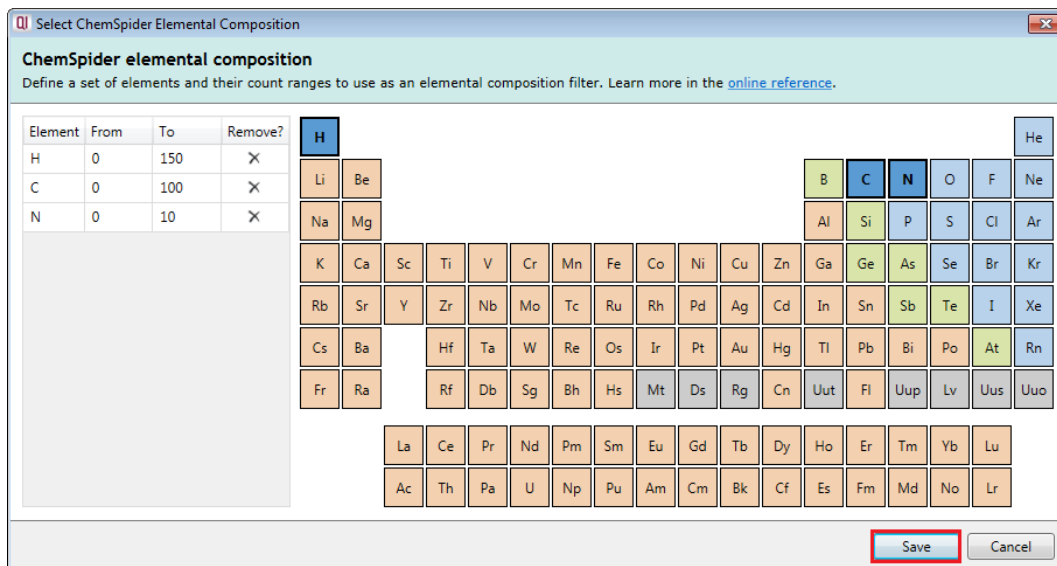 QI Select ChemSpider Elemental Composition
ChemSpider elemental composition
Define a set of elements and their count ranges to use as an elemental composition filter. Learn more in the online reference.
Element From To Remove?
H 0 150
C 0 100
N 0 10
H He
Li Be B C N O F Ne
Na Mg Al Si P S Cl Ar
K Ca Sc Ti V Cr Mn Fe Co Ni Cu Zn Ga Ge As Se Br Kr
Rb Sr Y Zr Nb Mo Tc Ru Rh Pd Ag Cd In Sn Sb Te I Xe
Cs Ba Hf Ta W Re Os Ir Pt Au Hg Tl Pb Bi Po At Rn
Fr Ra Rf Db Sg Bh Hs Mt Ds Rg Cn Uut Fl Uup Lv Uus Uuo
La Ce Pr Nd Pm Sm Eu Gd Tb Dy Ho Er Tm Yb Lu
Ac Th Pa U Np Pu Am Cm Bk Cf Es Fm Md No Lr
Save Cancel